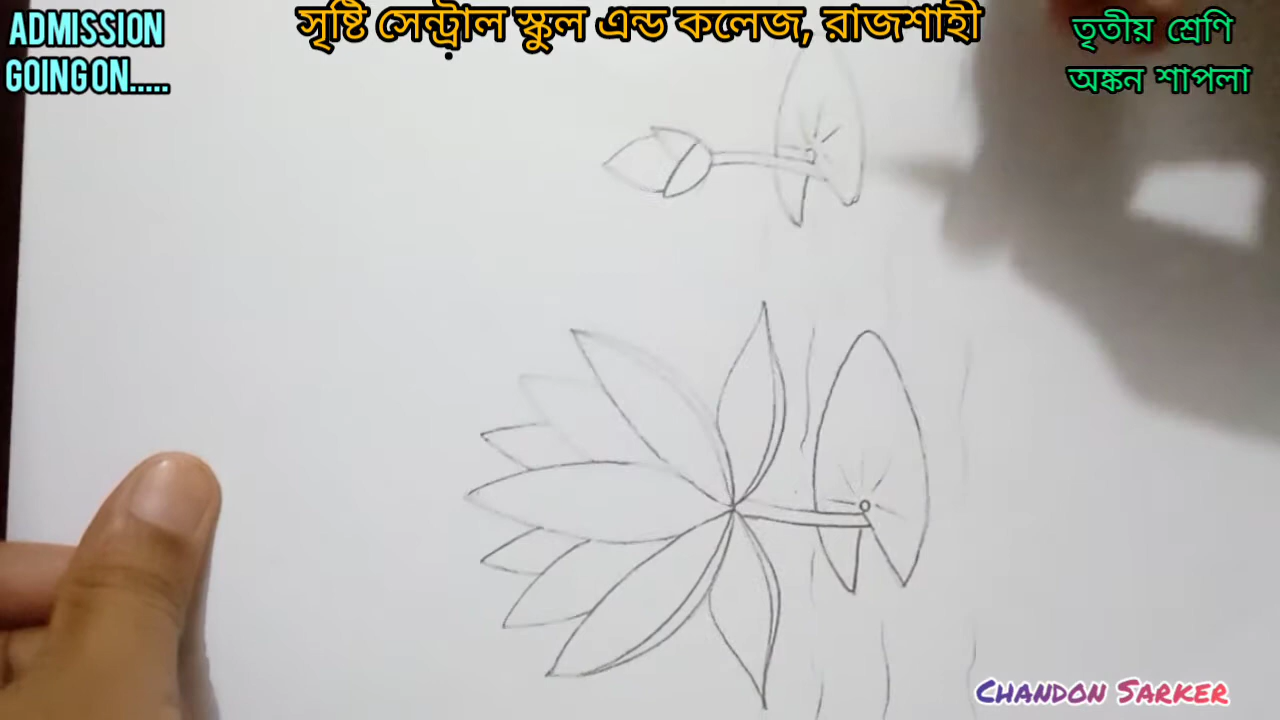 ADMISSION
GOING ON.....
সৃষ্টি সেন্ট্রাল স্কুল এন্ড কলেজ, রাজশাহী
তৃতীয় শ্রেণি
অঙ্কন শাপলা
CHANDON SARKER